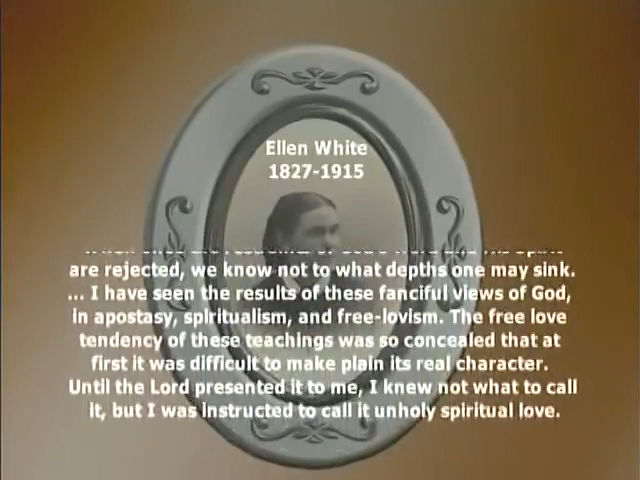 Ellen White
1827-1915
are rejected, we know not to what depths one may sink.
... I have seen the results of these fanciful views of God,
in apostasy, spiritualism, and free-lovism. The free love
tendency of these teachings was so concealed that at
first it was difficult to make plain its real character.
Until the Lord presented it to me, I knew not what to call
it, but I was instructed to call it unholy spiritual love.